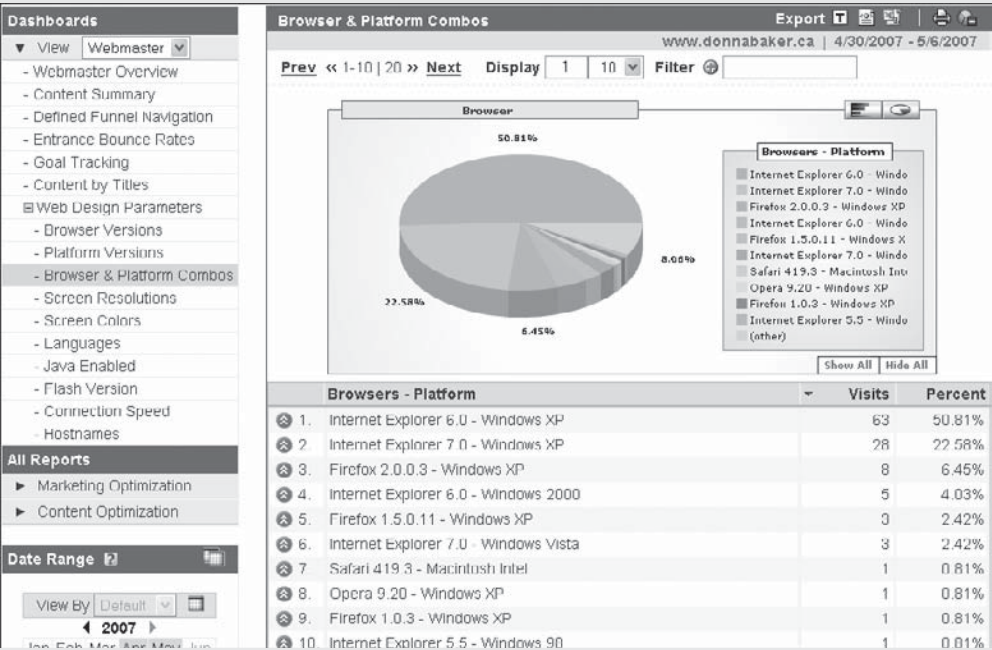 Dashboards
View Webmaster
- Webmaster Overview
- Content Summary
- Defined Funnel Navigation
- Entrance Bounce Rates
- Goal Tracking
- Content by Titles
Web Design Parameters
- Browser Versions
- Platform Versions
- Browser & Platform Combos
- Screen Resolutions
- Screen Colors
- Languages
- Java Enabled
- Flash Version
- Connection Speed
- Hostnames
All Reports
Marketing Optimization
Content Optimization
Date Range ?
View By Default
2007
Jan Feb Mar Apr May Jun
Browser & Platform Combos
Export T
www.donnabaker.ca | 4/30/2007 - 5/6/2007
Prev « 1-10 | 20 » Next Display 1 10 Filter
Browser
50.81%
22.58%
6.45%
8.06%
Browsers - Platform
Internet Explorer 6.0 - Windo
Internet Explorer 7.0 - Windo
Firefox 2.0.0.3 - Windows XP
Internet Explorer 6.0 - Windo
Firefox 1.5.0.11 - Windows X
Internet Explorer 7.0 - Windo
Safari 419.3 - Macintosh Inte
Opera 9.20 - Windows XP
Firefox 1.0.3 - Windows XP
Internet Explorer 5.5 - Windo
(other)
Show All Hide All
Browsers - Platform Visits Percent
1. Internet Explorer 6.0 - Windows XP 63 50.81%
2. Internet Explorer 7.0 - Windows XP 28 22.58%
3. Firefox 2.0.0.3 - Windows XP 8 6.45%
4. Internet Explorer 6.0 - Windows 2000 5 4.03%
5. Firefox 1.5.0.11 - Windows XP 3 2.42%
6. Internet Explorer 7.0 - Windows Vista 3 2.42%
7. Safari 419.3 - Macintosh Intel 1 0.81%
8. Opera 9.20 - Windows XP 1 0.81%
9. Firefox 1.0.3 - Windows XP 1 0.81%
10. Internet Explorer 5.5 - Windows 98 1 0.81%